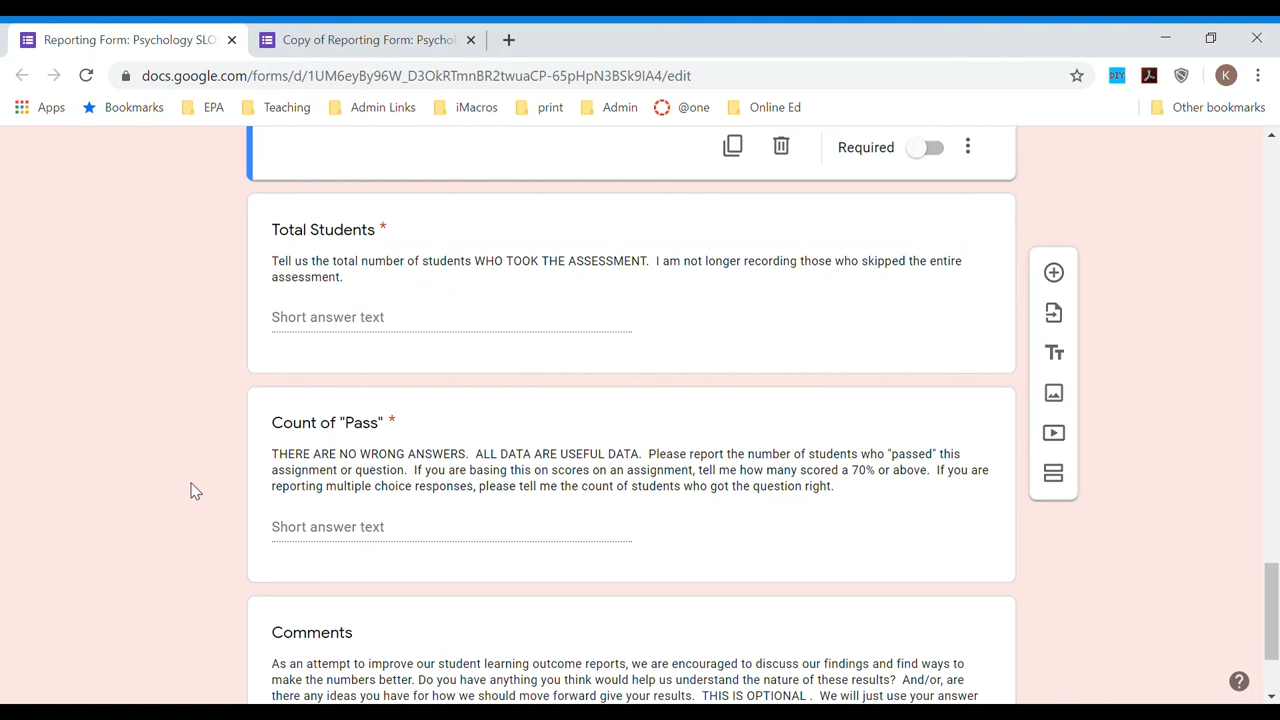 Reporting Form: Psychology SLO
Copy of Reporting Form: Psychol
docs.google.com/forms/d/1UM6eyBy96W_D3OkRTmnBR2twuaCP-65pHpN3BSk9IA4/edit
DIY
K
Apps
Bookmarks
EPA
Teaching
Admin Links
iMacros
print
Admin
@one
Online Ed
Other bookmarks
Required
Total Students *
Tell us the total number of students WHO TOOK THE ASSESSMENT.  I am not longer recording those who skipped the entire
assessment.
Short answer text
Tт
Count of "Pass" *
THERE ARE NO WRONG ANSWERS.  ALL DATA ARE USEFUL DATA.  Please report the number of students who "passed" this
assignment or question.  If you are basing this on scores on an assignment, tell me how many scored a 70% or above.  If you are
reporting multiple choice responses, please tell me the count of students who got the question right.
Short answer text
Comments
As an attempt to improve our student learning outcome reports, we are encouraged to discuss our findings and find ways to
make the numbers better. Do you have anything you think would help us understand the nature of these results?  And/or, are
there any ideas you have for how we should move forward give your results.  THIS IS OPTIONAL .  We will just use your answer